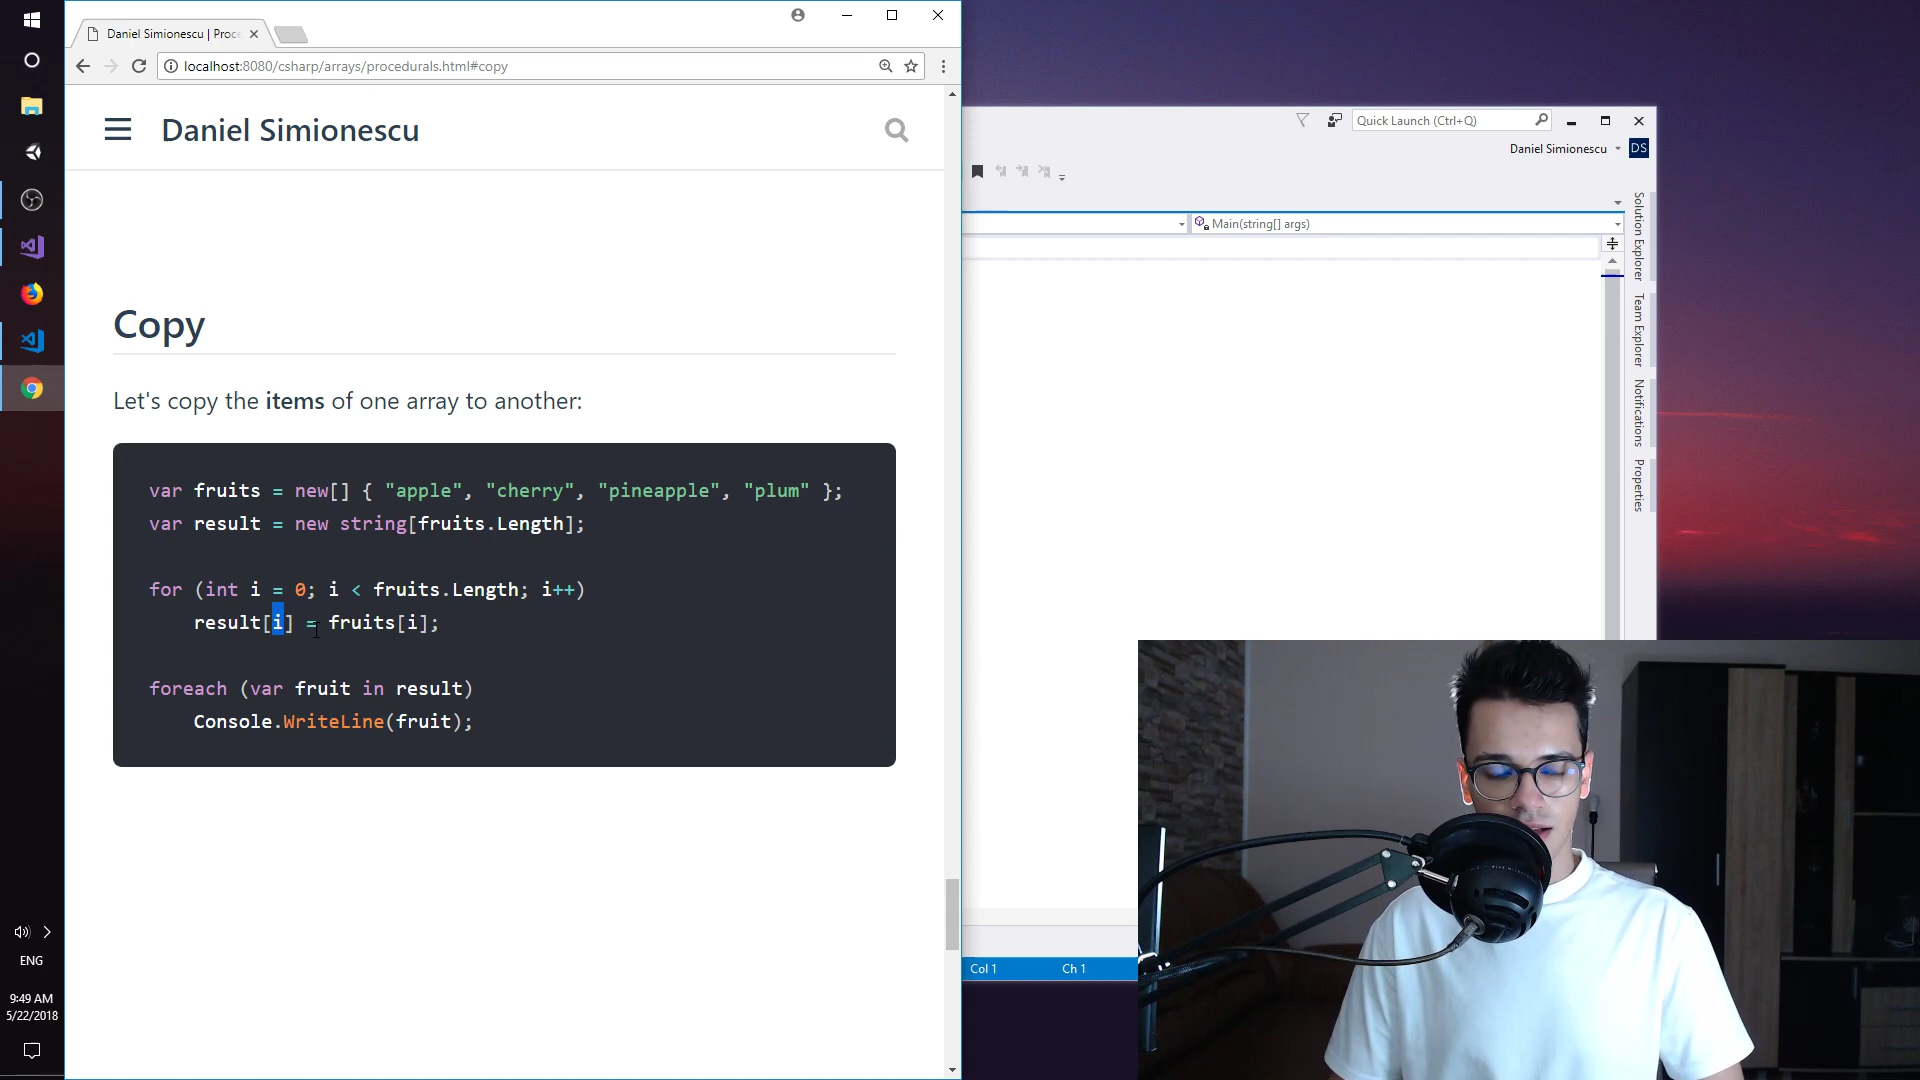 Daniel Simionescu | Proce
localhost:8080/csharp/arrays/procedurals.html#copy
Daniel Simionescu
Copy
Let's copy the items of one array to another:
var fruits = new[] { "apple", "cherry", "pineapple", "plum" };
var result = new string[fruits.Length];
for (int i = 0; i < fruits.Length; i++)
result[i] = fruits[i];
foreach (var fruit in result)
Console.WriteLine(fruit);
Quick Launch (Ctrl+Q)
Daniel Simionescu
DS
Main(string[] args)
Solution Explorer
Team Explorer
Notifications
Properties
Col 1
Ch 1
ENG
9:49 AM
5/22/2018